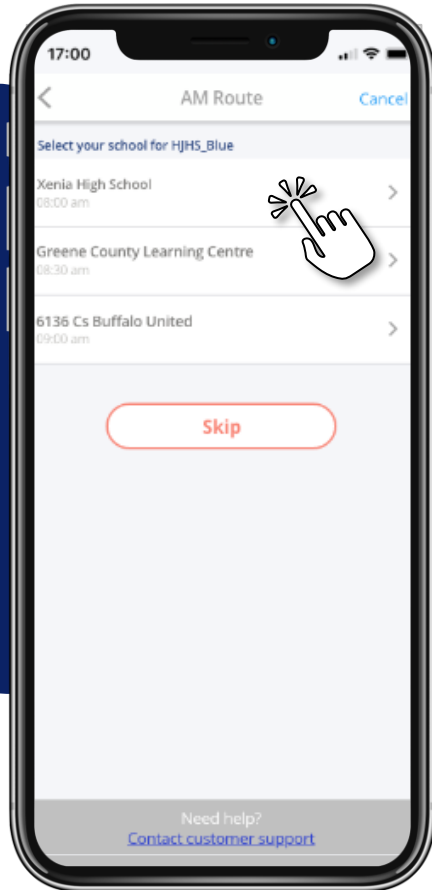 17:00
AM Route
Cancel
Select your school for HJHS_Blue
Xenia High School
08:00 am
Greene County Learning Centre
08:30 am
6136 Cs Buffalo United
09:00 am
Skip
Need help?
Contact customer support